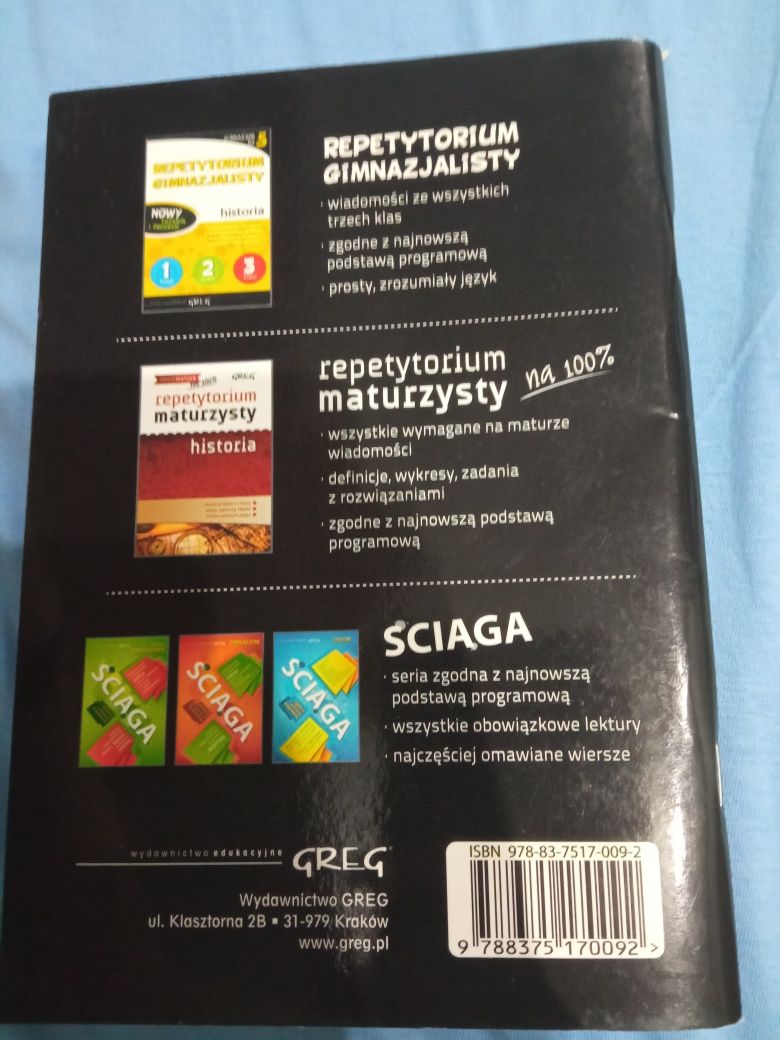 REPETYTORIUM
GIMNAZJALISTY
NOWY
historia
1 2 3
GREG
REPETYTORIUM
GIMNAZJALISTY
· wiadomości ze wszystkich
trzech klas
· zgodne z najnowszą
podstawą programową
· prosty, zrozumiały język
na 100% GREG
repetytorium
maturzysty
historia
repetytorium
maturzysty na 100%
· wszystkie wymagane na maturze
wiadomości
· definicje, wykresy, zadania
z rozwiązaniami
· zgodne z najnowszą podstawą
programową
ŚCIĄGA
ŚCIĄGA
ŚCIĄGA
ŚCIĄGA
· seria zgodna z najnowszą
podstawą programową
· wszystkie obowiązkowe lektury
· najczęściej omawiane wiersze
wydawnictwo edukacyjne GREG®
Wydawnictwo GREG
ul. Klasztorna 2B ▪ 31-979 Kraków
www.greg.pl
ISBN 978-83-7517-009-2
9 788375 170092 >